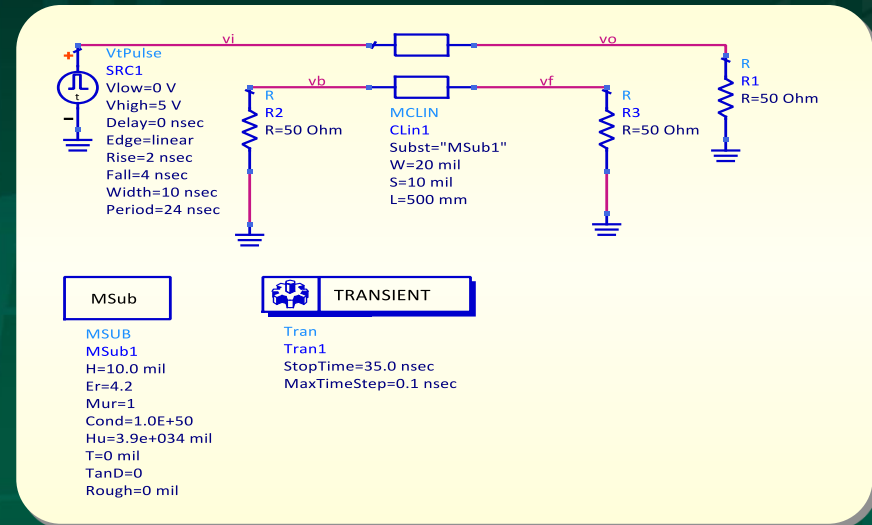 vi
vo
+
VtPulse
SRC1
Vlow=0 V
Vhigh=5 V
Delay=0 nsec
Edge=linear
Rise=2 nsec
Fall=4 nsec
Width=10 nsec
Period=24 nsec
t
−
vb
vf
R
R2
R=50 Ohm
MCLIN
CLin1
Subst="MSub1"
W=20 mil
S=10 mil
L=500 mm
R
R3
R=50 Ohm
R
R1
R=50 Ohm
MSub
MSUB
MSub1
H=10.0 mil
Er=4.2
Mur=1
Cond=1.0E+50
Hu=3.9e+034 mil
T=0 mil
TanD=0
Rough=0 mil
TRANSIENT
Tran
Tran1
StopTime=35.0 nsec
MaxTimeStep=0.1 nsec